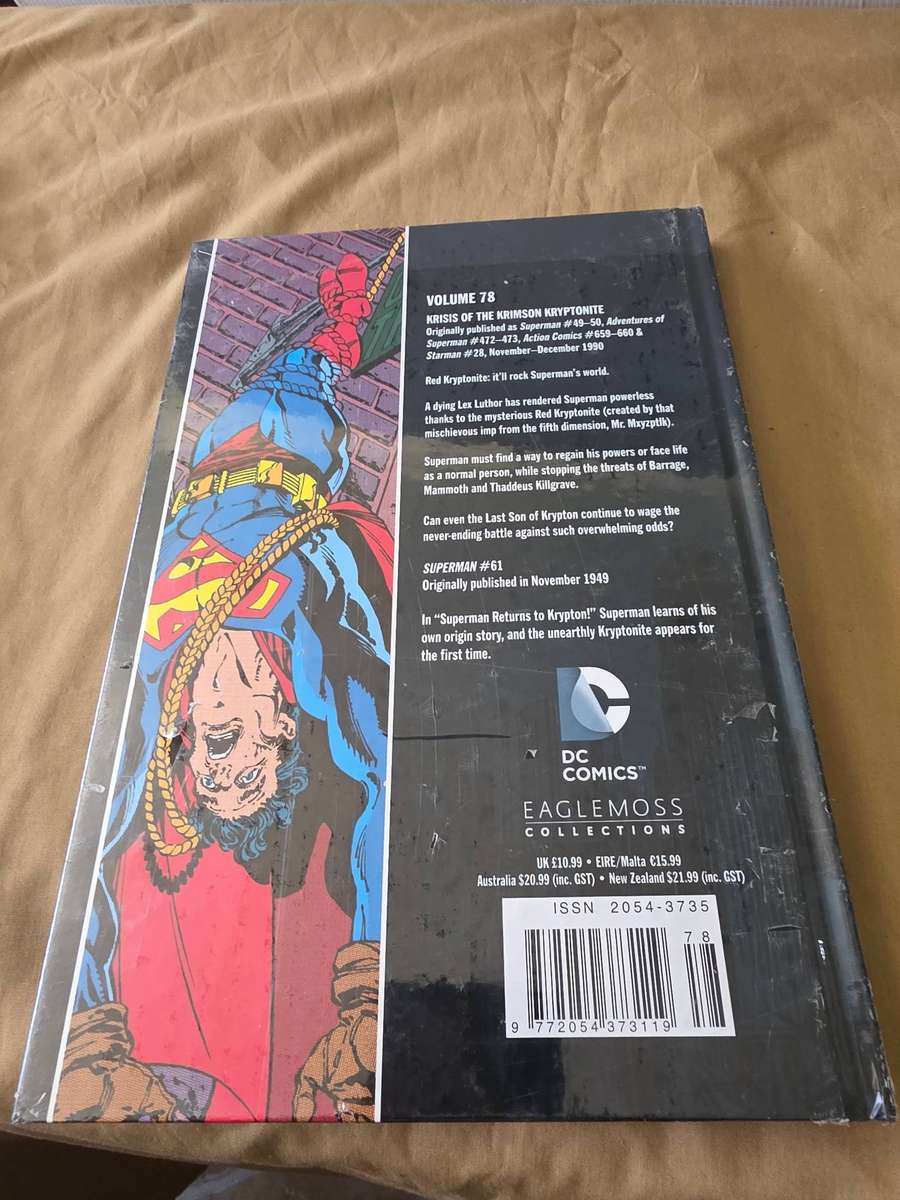 VOLUME 78
KRISIS OF THE KRIMSON KRYPTONITE
Originally published as Superman #49–50, Adventures of
Superman #472–473, Action Comics #659–660 &
Starman #28, November–December 1990
Red Kryptonite: it'll rock Superman's world.
A dying Lex Luthor has rendered Superman powerless
thanks to the mysterious Red Kryptonite (created by that
mischievous imp from the fifth dimension, Mr. Mxyzptlk).
Superman must find a way to regain his powers or face life
as a normal person, while stopping the threats of Barrage,
Mammoth and Thaddeus Killgrave.
Can even the Last Son of Krypton continue to wage the
never-ending battle against such overwhelming odds?
SUPERMAN #61
Originally published in November 1949
In “Superman Returns to Krypton!” Superman learns of his
own origin story, and the unearthly Kryptonite appears for
the first time.
DC
DC
COMICS™
EAGLEMOSS
COLLECTIONS
UK £10.99 • EIRE/Malta €15.99
Australia $20.99 (inc. GST) • New Zealand $21.99 (inc. GST)
ISSN 2054-3735
78
9 772054 373119